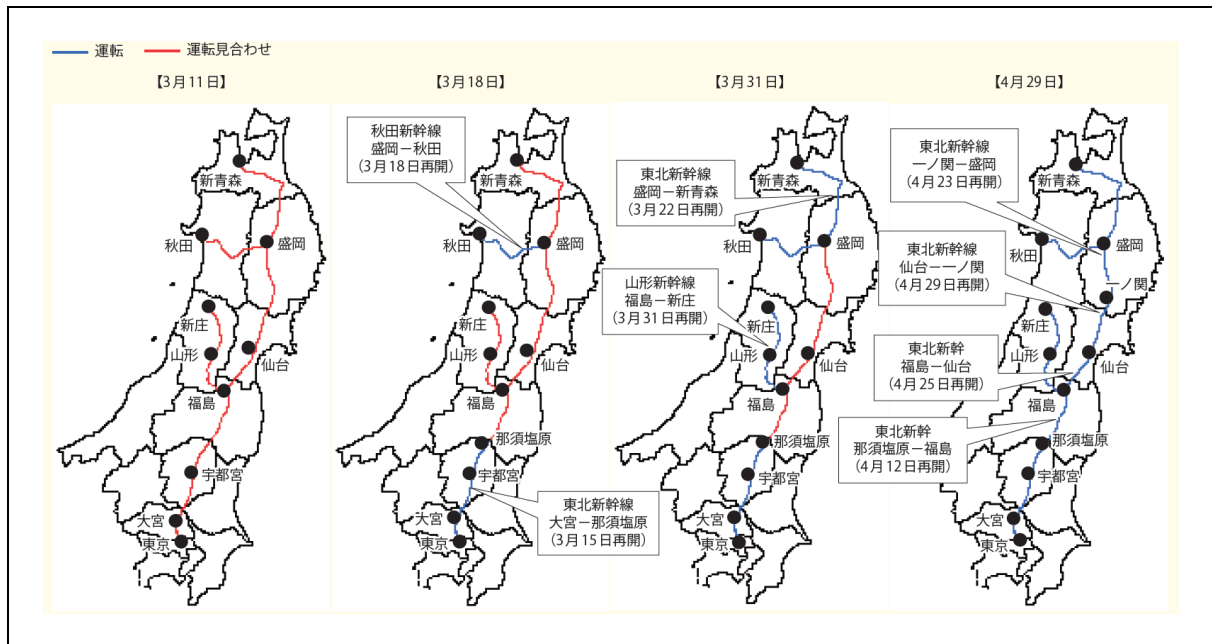 運転 運転見合わせ
【3月11日】
【3月18日】
【3月31日】
【4月29日】
新青森
秋田
盛岡
新庄
山形
仙台
福島
宇都宮
大宮
東京
秋田新幹線
盛岡－秋田
（3月18日再開）
新青森
秋田
盛岡
新庄
山形
仙台
福島
那須塩原
宇都宮
大宮
東京
東北新幹線
大宮－那須塩原
（3月15日再開）
東北新幹線
盛岡－新青森
（3月22日再開）
新青森
秋田
盛岡
山形新幹線
福島－新庄
（3月31日再開）
新庄
山形
仙台
福島
那須塩原
宇都宮
大宮
東京
東北新幹線
一ノ関－盛岡
（4月23日再開）
新青森
秋田
盛岡
東北新幹線
仙台－一ノ関
（4月29日再開）
一ノ関
新庄
山形
仙台
東北新幹
福島－仙台
（4月25日再開）
福島
東北新幹
那須塩原－福島
（4月12日再開）
那須塩原
宇都宮
大宮
東京